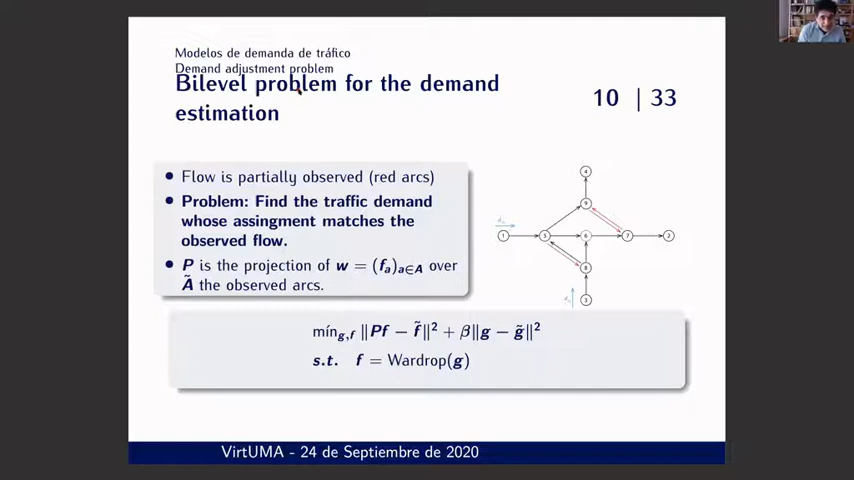 Modelos de demanda de tráfico
Demand adjustment problem
Bilevel problem for the demand
estimation
10 | 33
Flow is partially observed (red arcs)
Problem: Find the traffic demand
whose assingment matches the
observed flow.
P is the projection of w = (fₐ)ₐ∈A over
Ã the observed arcs.
4
9
1
5
6
7
2
8
3
mín_g,f ‖Pf − f̃‖² + β‖g − g̃‖²
s.t. f = Wardrop(g)
VirtUMA - 24 de Septiembre de 2020